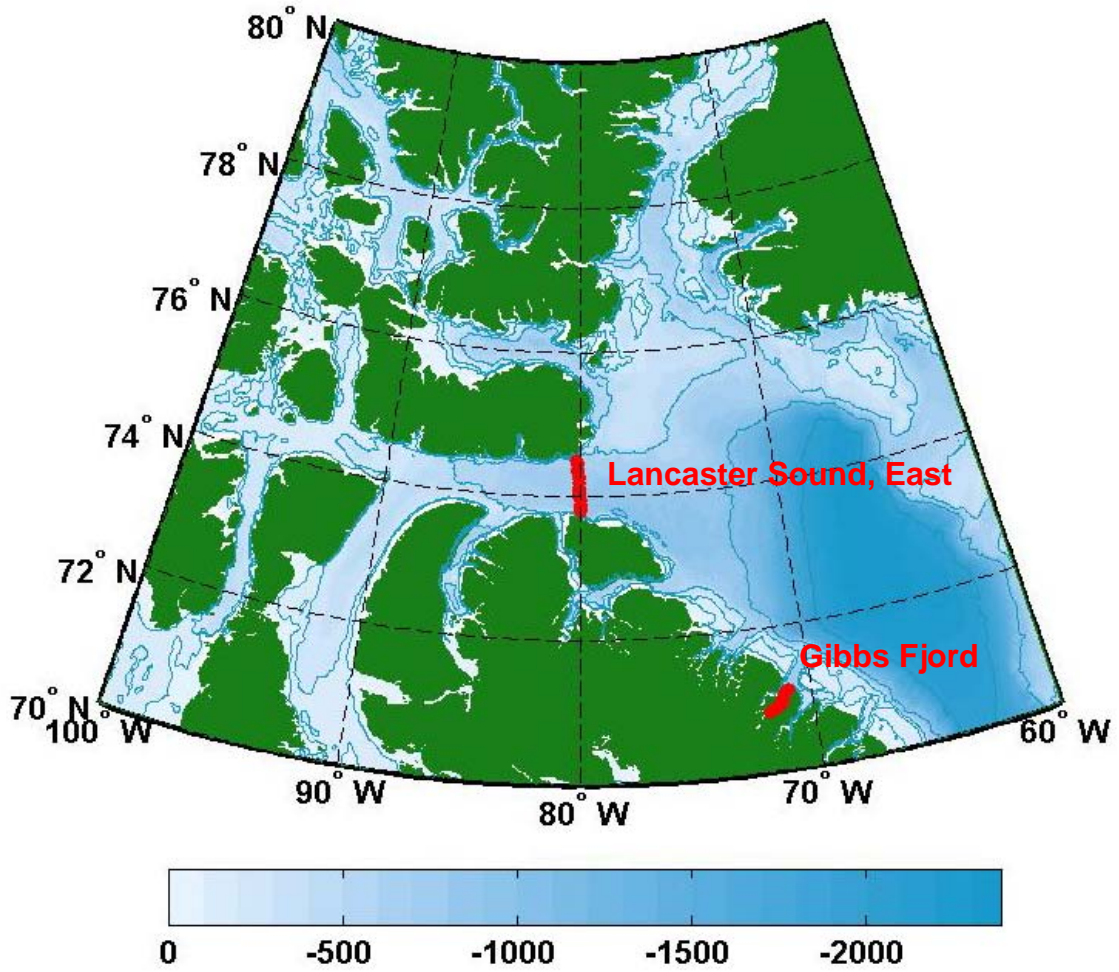 80° N
78° N
76° N
74° N
Lancaster Sound, East
72° N
Gibbs Fjord
70° N
100° W
60° W
90° W
70° W
80° W
0 -500 -1000 -1500 -2000